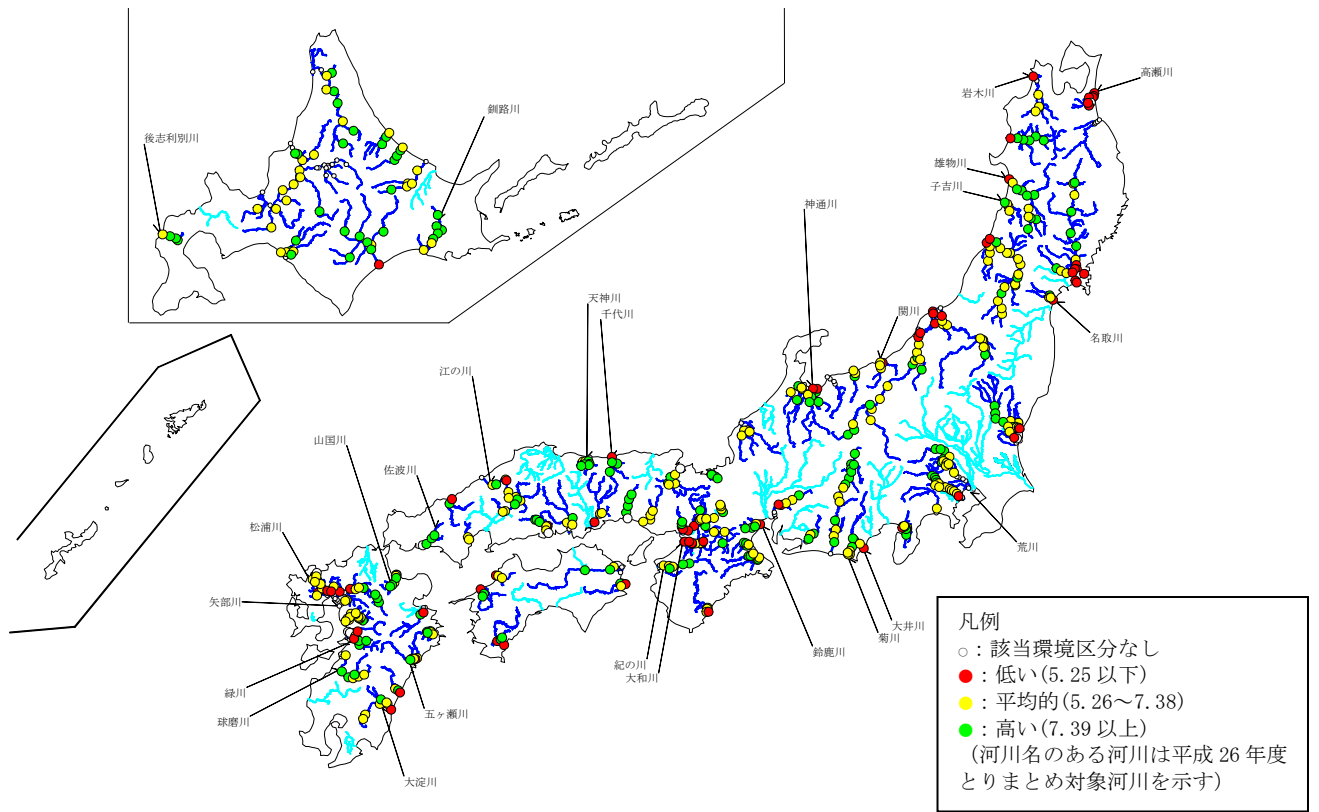 岩木川
高瀬川
釧路川
後志利別川
雄物川
子吉川
神通川
天神川
千代川
関川
名取川
江の川
山国川
佐波川
松浦川
荒川
矢部川
大井川
菊川
鈴鹿川
紀の川
大和川
緑川
球磨川
五ヶ瀬川
大淀川
凡例
○：該当環境区分なし
●：低い(5.25 以下)
●：平均的(5.26～7.38)
●：高い(7.39 以上)
（河川名のある河川は平成 26 年度
とりまとめ対象河川を示す）